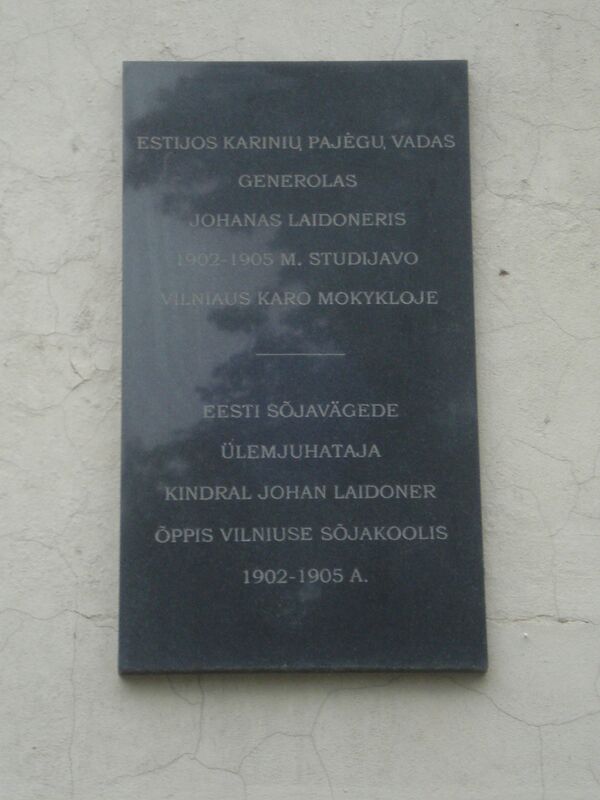 ESTIJOS KARINIŲ PAJĖGŲ VADAS
GENEROLAS
JOHANAS LAIDONERIS
1902-1905 M. STUDIJAVO
VILNIAUS KARO MOKYKLOJE
EESTI SÕJAVÄGEDE
ÜLEMJUHATAJA
KINDRAL JOHAN LAIDONER
ÕPPIS VILNIUSE SÕJAKOOLIS
1902-1905 A.